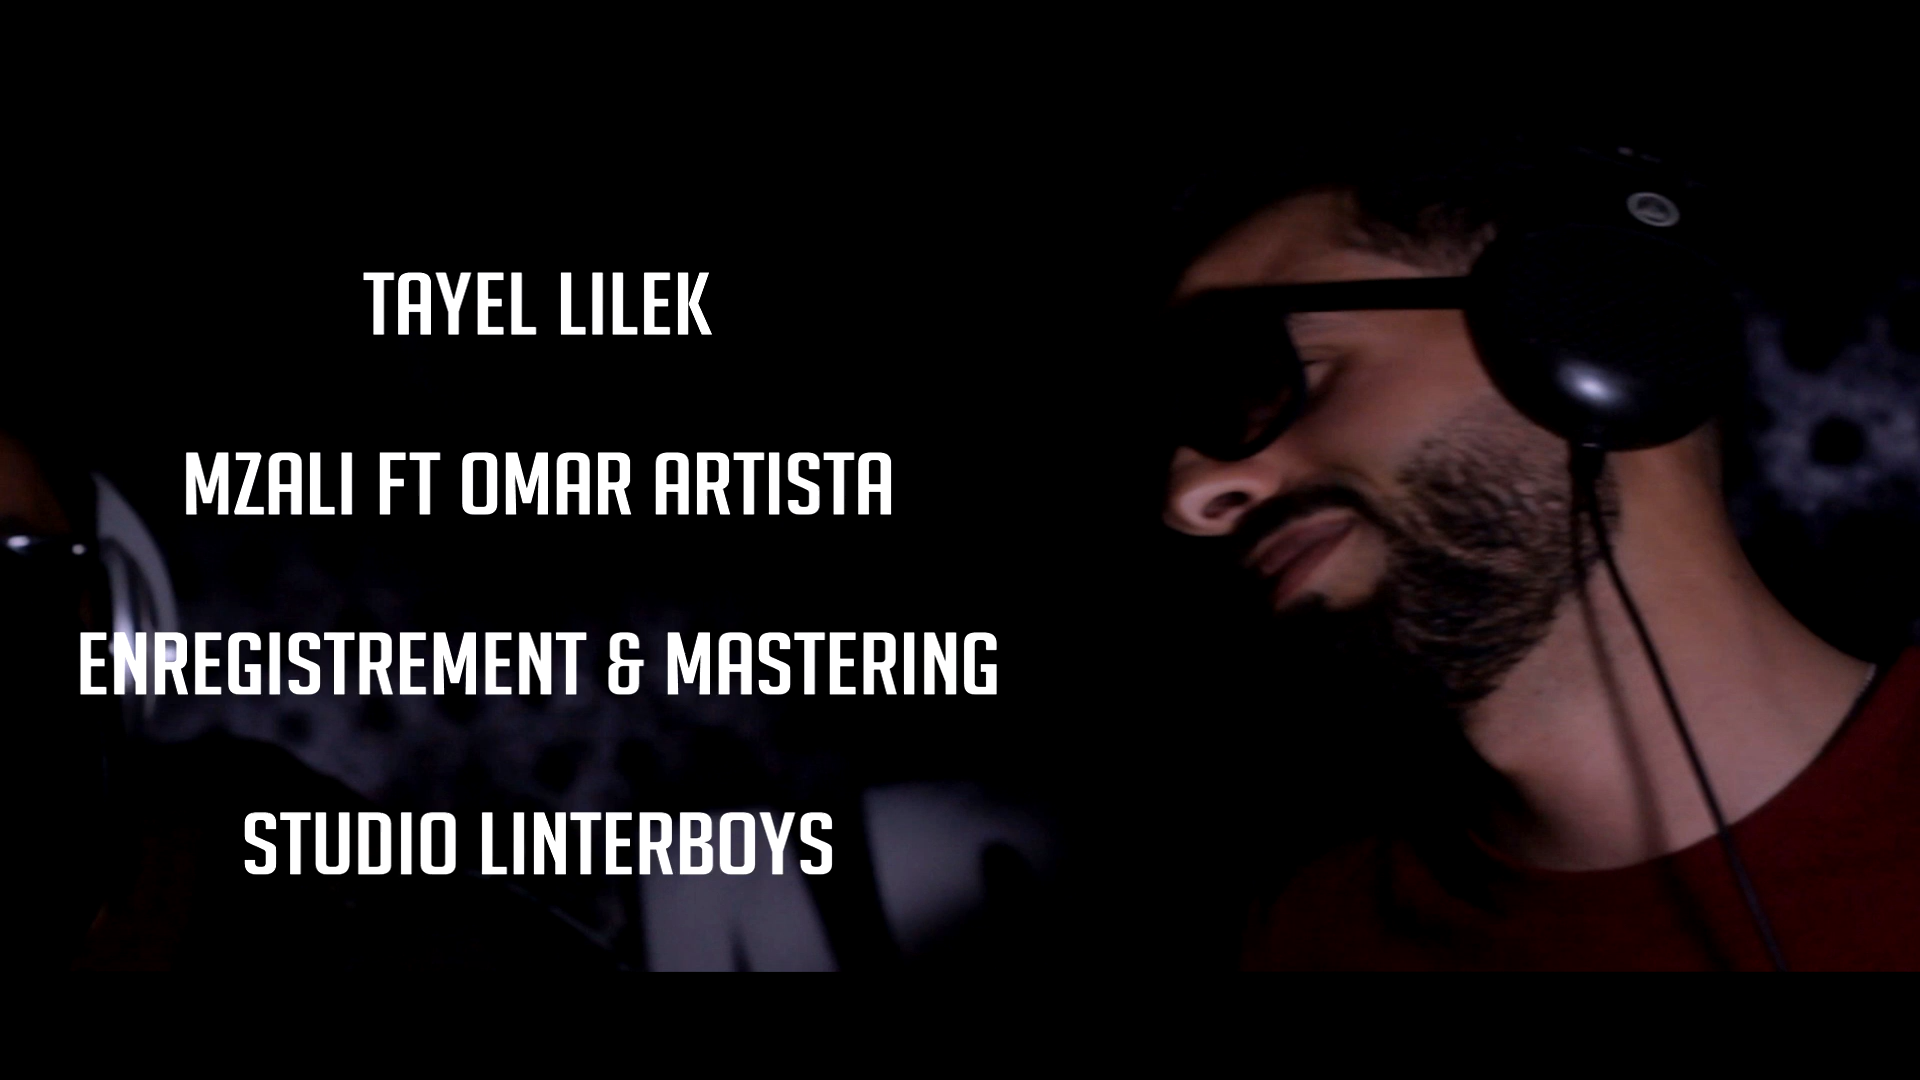 TAYEL LILEK
MZALI FT OMAR ARTISTA
ENREGISTREMENT & MASTERING
STUDIO LINTERBOYS